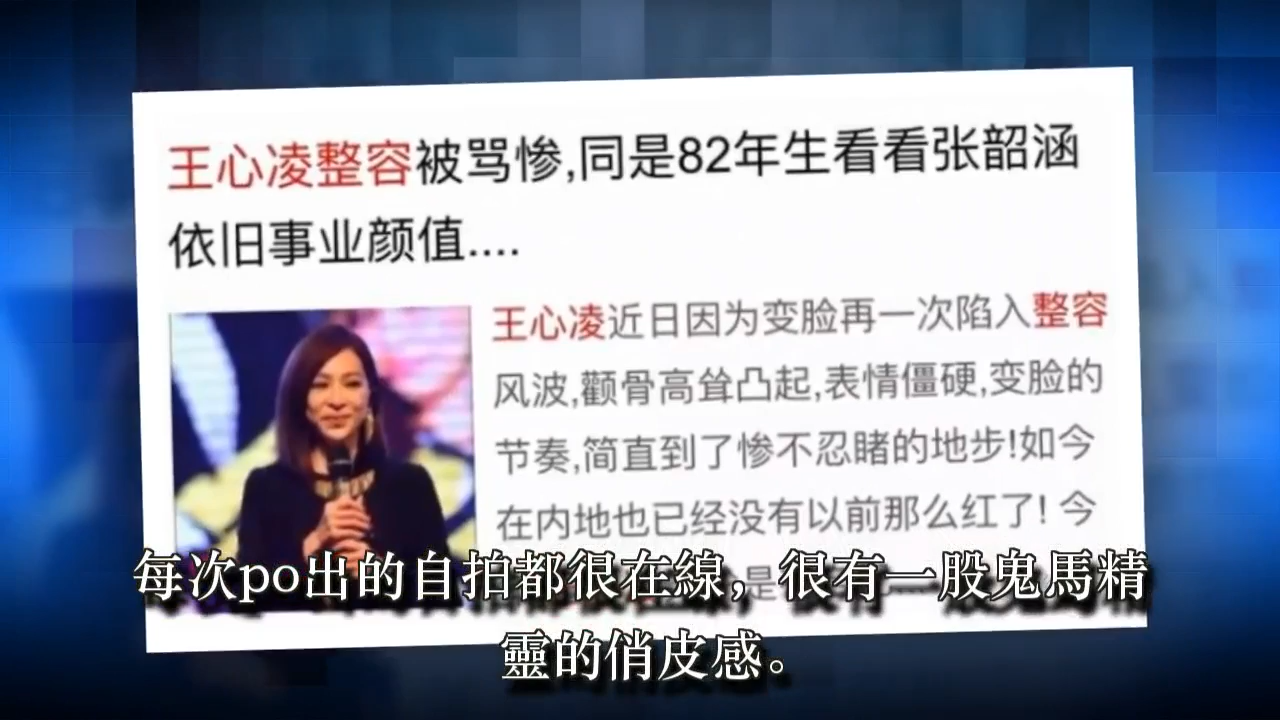 王心凌整容被骂惨,同是82年生看看张韶涵
依旧事业颜值....
王心凌近日因为变脸再一次陷入整容
风波,颧骨高耸凸起,表情僵硬,变脸的
节奏,简直到了惨不忍睹的地步!如今
在内地也已经没有以前那么红了! 今
是
每次po出的自拍都很在線，很有一股鬼馬精
靈的俏皮感。